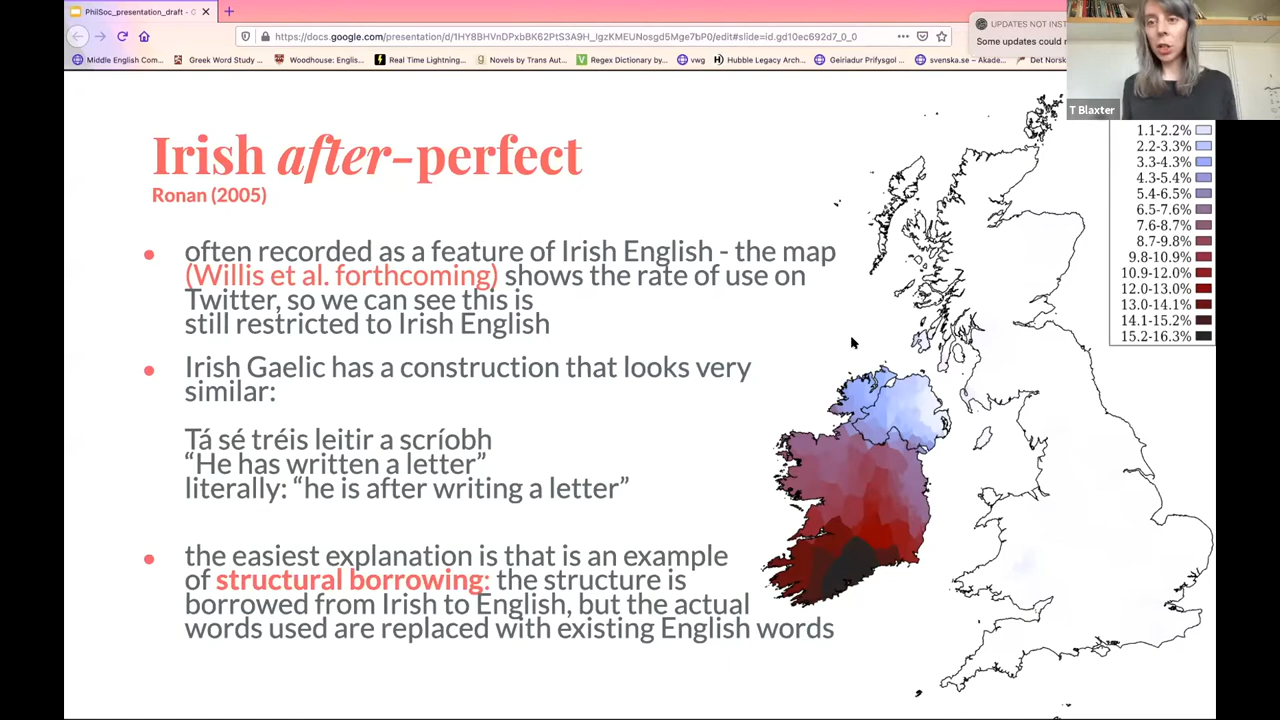 PhilSoc_presentation_draft - G
UPDATES NOT INST
Some updates could n
https://docs.google.com/presentation/d/1HY8BHVnDPxbBK62PtS3A9H_IgzKMEUNosgd5Mge7bP0/edit#slide=id.gd10ec692d7_0_0
Middle English Com... Greek Word Study ... Woodhouse: Englis... Real Time Lightning... Novels by Trans Aut... Regex Dictionary by... vwg Hubble Legacy Arch... Geiriadur Prifysgol ... svenska.se – Akade... Det Norsk
T Blaxter
Irish after-perfect
Ronan (2005)
• often recorded as a feature of Irish English - the map
(Willis et al. forthcoming) shows the rate of use on
Twitter, so we can see this is
still restricted to Irish English
• Irish Gaelic has a construction that looks very
similar:
Tá sé tréis leitir a scríobh
“He has written a letter”
literally: “he is after writing a letter”
• the easiest explanation is that is an example
of structural borrowing: the structure is
borrowed from Irish to English, but the actual
words used are replaced with existing English words
1.1-2.2%
2.2-3.3%
3.3-4.3%
4.3-5.4%
5.4-6.5%
6.5-7.6%
7.6-8.7%
8.7-9.8%
9.8-10.9%
10.9-12.0%
12.0-13.0%
13.0-14.1%
14.1-15.2%
15.2-16.3%